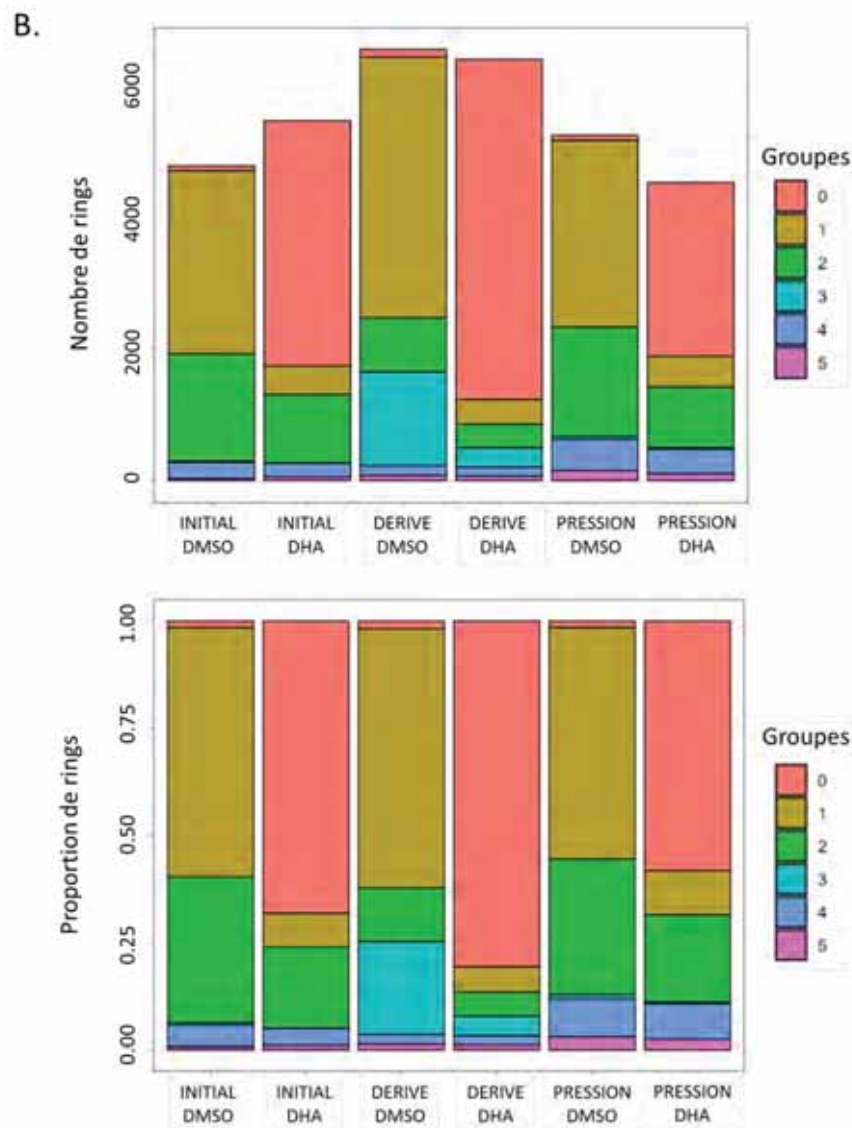 B.
Nombre de rings
6000
4000
2000
0
INITIAL
DMSO
INITIAL
DHA
DERIVE
DMSO
DERIVE
DHA
PRESSION
DMSO
PRESSION
DHA
Groupes
0
1
2
3
4
5
Proportion de rings
1.00
0.75
0.50
0.25
0.00
INITIAL
DMSO
INITIAL
DHA
DERIVE
DMSO
DERIVE
DHA
PRESSION
DMSO
PRESSION
DHA
Groupes
0
1
2
3
4
5